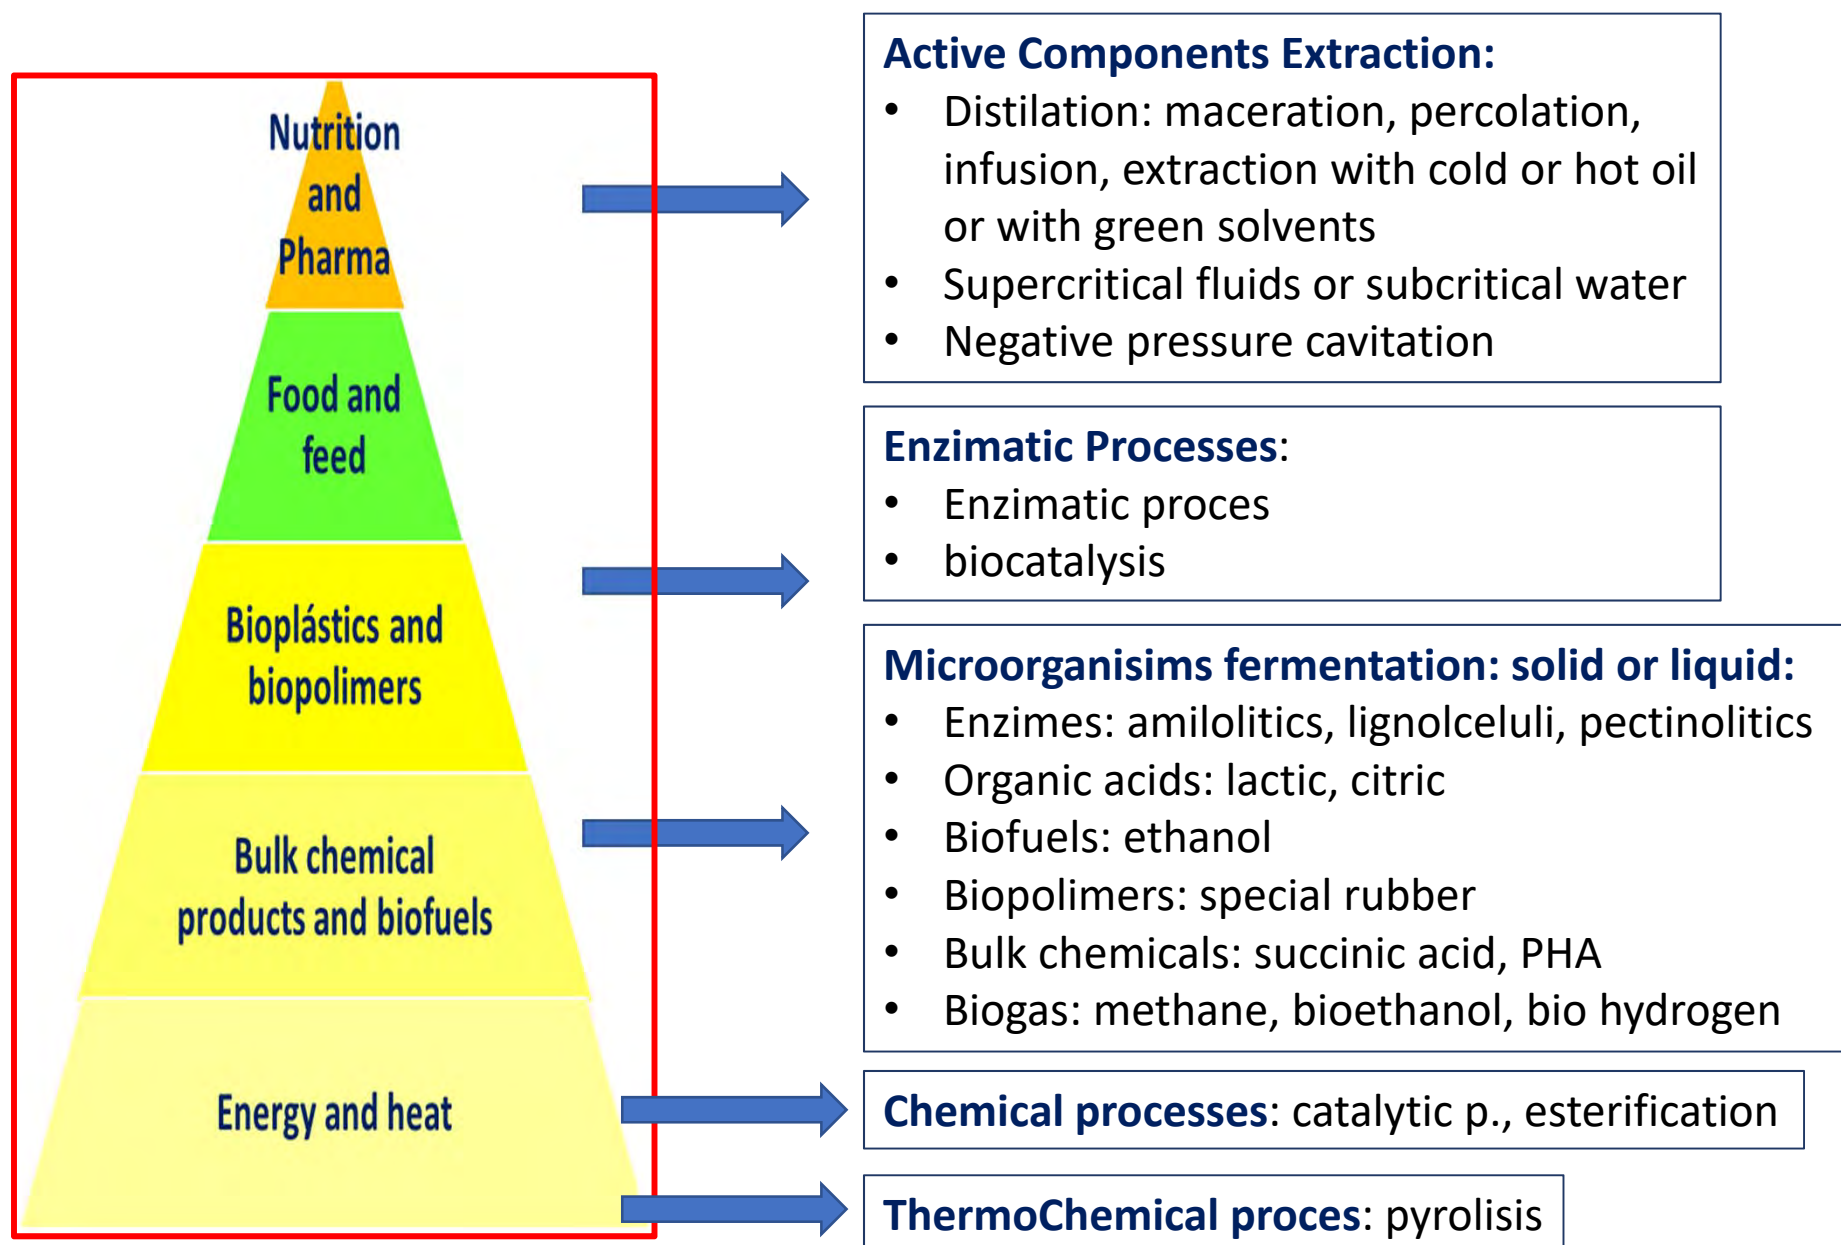 Nutrition
and
Pharma
Food and
feed
Bioplástics and
biopolimers
Bulk chemical
products and biofuels
Energy and heat
Active Components Extraction:
• Distilation: maceration, percolation,
infusion, extraction with cold or hot oil
or with green solvents
• Supercritical fluids or subcritical water
• Negative pressure cavitation
Enzimatic Processes:
• Enzimatic proces
• biocatalysis
Microorganisims fermentation: solid or liquid:
• Enzimes: amilolitics, lignolceluli, pectinolitics
• Organic acids: lactic, citric
• Biofuels: ethanol
• Biopolimers: special rubber
• Bulk chemicals: succinic acid, PHA
• Biogas: methane, bioethanol, bio hydrogen
Chemical processes: catalytic p., esterification
ThermoChemical proces: pyrolisis